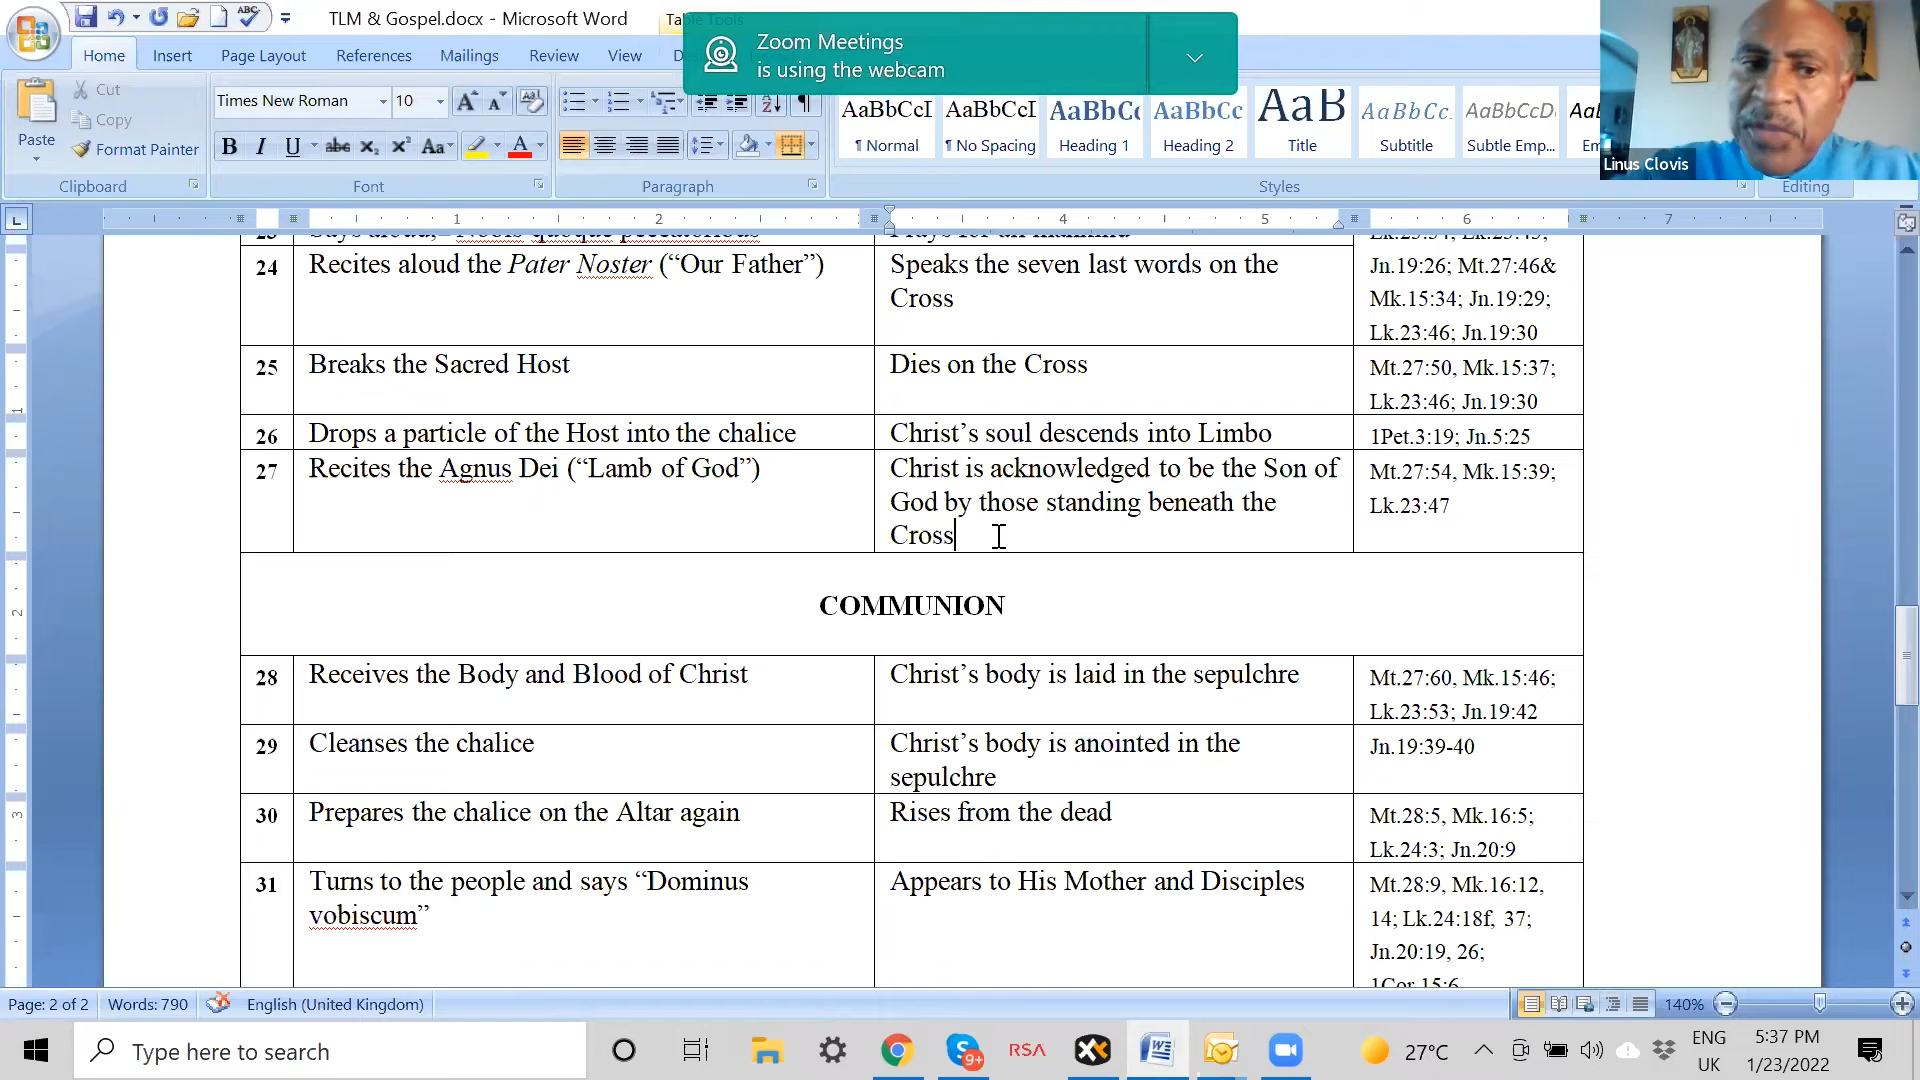 TLM & Gospel.docx - Microsoft Word
Table Tools
Zoom Meetings
is using the webcam
Linus Clovis
Home Insert Page Layout References Mailings Review View
Paste
Cut
Copy
Format Painter
Clipboard
Times New Roman 10
Font
Paragraph
AaBbCcI AaBbCcI AaBbCc AaBbCc AaB AaBbCc. AaBbCcD
¶ Normal ¶ No Spacing Heading 1 Heading 2 Title Subtitle Subtle Emp...
Styles
Editing
1 2 4 5 6 7
24 Recites aloud the Pater Noster (“Our Father”) Speaks the seven last words on the Cross
Jn.19:26; Mt.27:46&
Mk.15:34; Jn.19:29;
Lk.23:46; Jn.19:30
25 Breaks the Sacred Host Dies on the Cross Mt.27:50, Mk.15:37;
Lk.23:46; Jn.19:30
26 Drops a particle of the Host into the chalice Christ’s soul descends into Limbo 1Pet.3:19; Jn.5:25
27 Recites the Agnus Dei (“Lamb of God”) Christ is acknowledged to be the Son of Mt.27:54, Mk.15:39;
God by those standing beneath the Lk.23:47
Cross
COMMUNION
28 Receives the Body and Blood of Christ Christ’s body is laid in the sepulchre Mt.27:60, Mk.15:46;
Lk.23:53; Jn.19:42
29 Cleanses the chalice Christ’s body is anointed in the Jn.19:39-40
sepulchre
30 Prepares the chalice on the Altar again Rises from the dead Mt.28:5, Mk.16:5;
Lk.24:3; Jn.20:9
31 Turns to the people and says “Dominus Appears to His Mother and Disciples Mt.28:9, Mk.16:12,
vobiscum” 14; Lk.24:18f, 37;
Jn.20:19, 26;
1Cor.15:6
Page: 2 of 2 Words: 790 English (United Kingdom) 140%
Type here to search
9+
RSA
27°C
ENG
UK
5:37 PM
1/23/2022